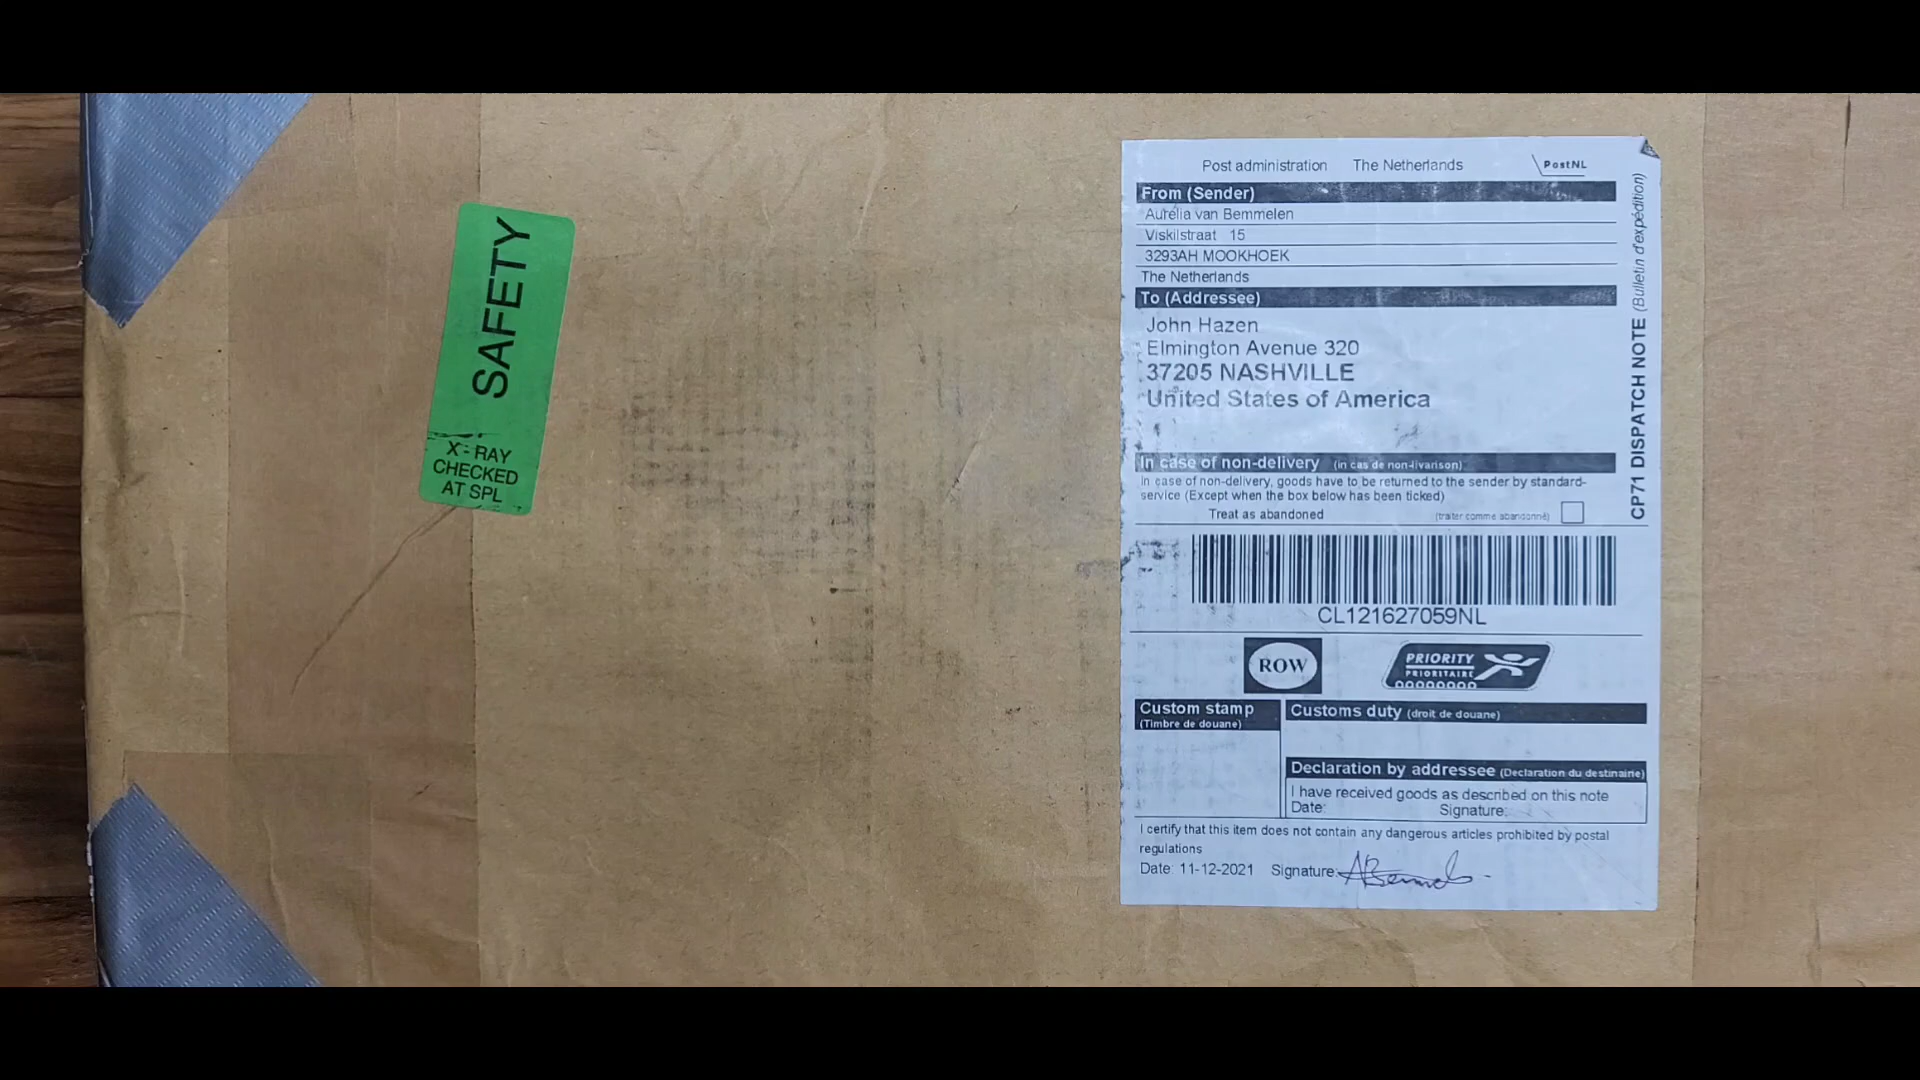 SAFETY
X-RAY
CHECKED
AT SPL
Post administration The Netherlands PostNL
From (Sender)
Aurélia van Bemmelen
Viskilstraat 15
3293AH MOOKHOEK
The Netherlands
To (Addressee)
John Hazen
Elmington Avenue 320
37205 NASHVILLE
United States of America
In case of non-delivery (in cas de non-livarison)
In case of non-delivery, goods have to be returned to the sender by standard-
service (Except when the box below has been ticked)
Treat as abandoned (traiter comme abandonné)
CL121627059NL
ROW
PRIORITY
PRIORITAIRE
Custom stamp
(Timbre de douane)
Customs duty (droit de douane)
Declaration by addressee (Declaration du destinairie)
I have received goods as described on this note
Date: Signature:
I certify that this item does not contain any dangerous articles prohibited by postal
regulations
Date: 11-12-2021 Signature:
CP71 DISPATCH NOTE (Bulletin d'expédition)